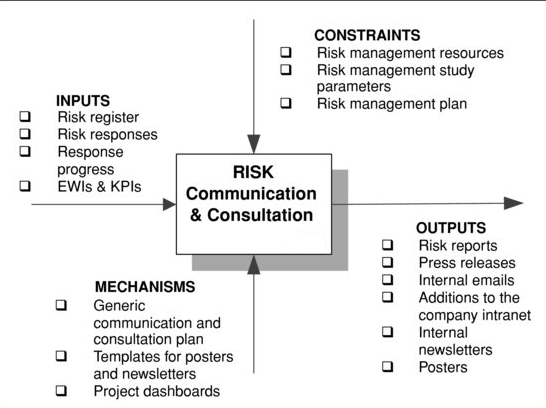 CONSTRAINTS
❑ Risk management resources
❑ Risk management study
parameters
❑ Risk management plan
INPUTS
❑ Risk register
❑ Risk responses
❑ Response
progress
❑ EWIs & KPIs
RISK
Communication
& Consultation
OUTPUTS
❑ Risk reports
❑ Press releases
❑ Internal emails
❑ Additions to the
company intranet
❑ Internal
newsletters
❑ Posters
MECHANISMS
❑ Generic
communication and
consultation plan
❑ Templates for posters
and newsletters
❑ Project dashboards